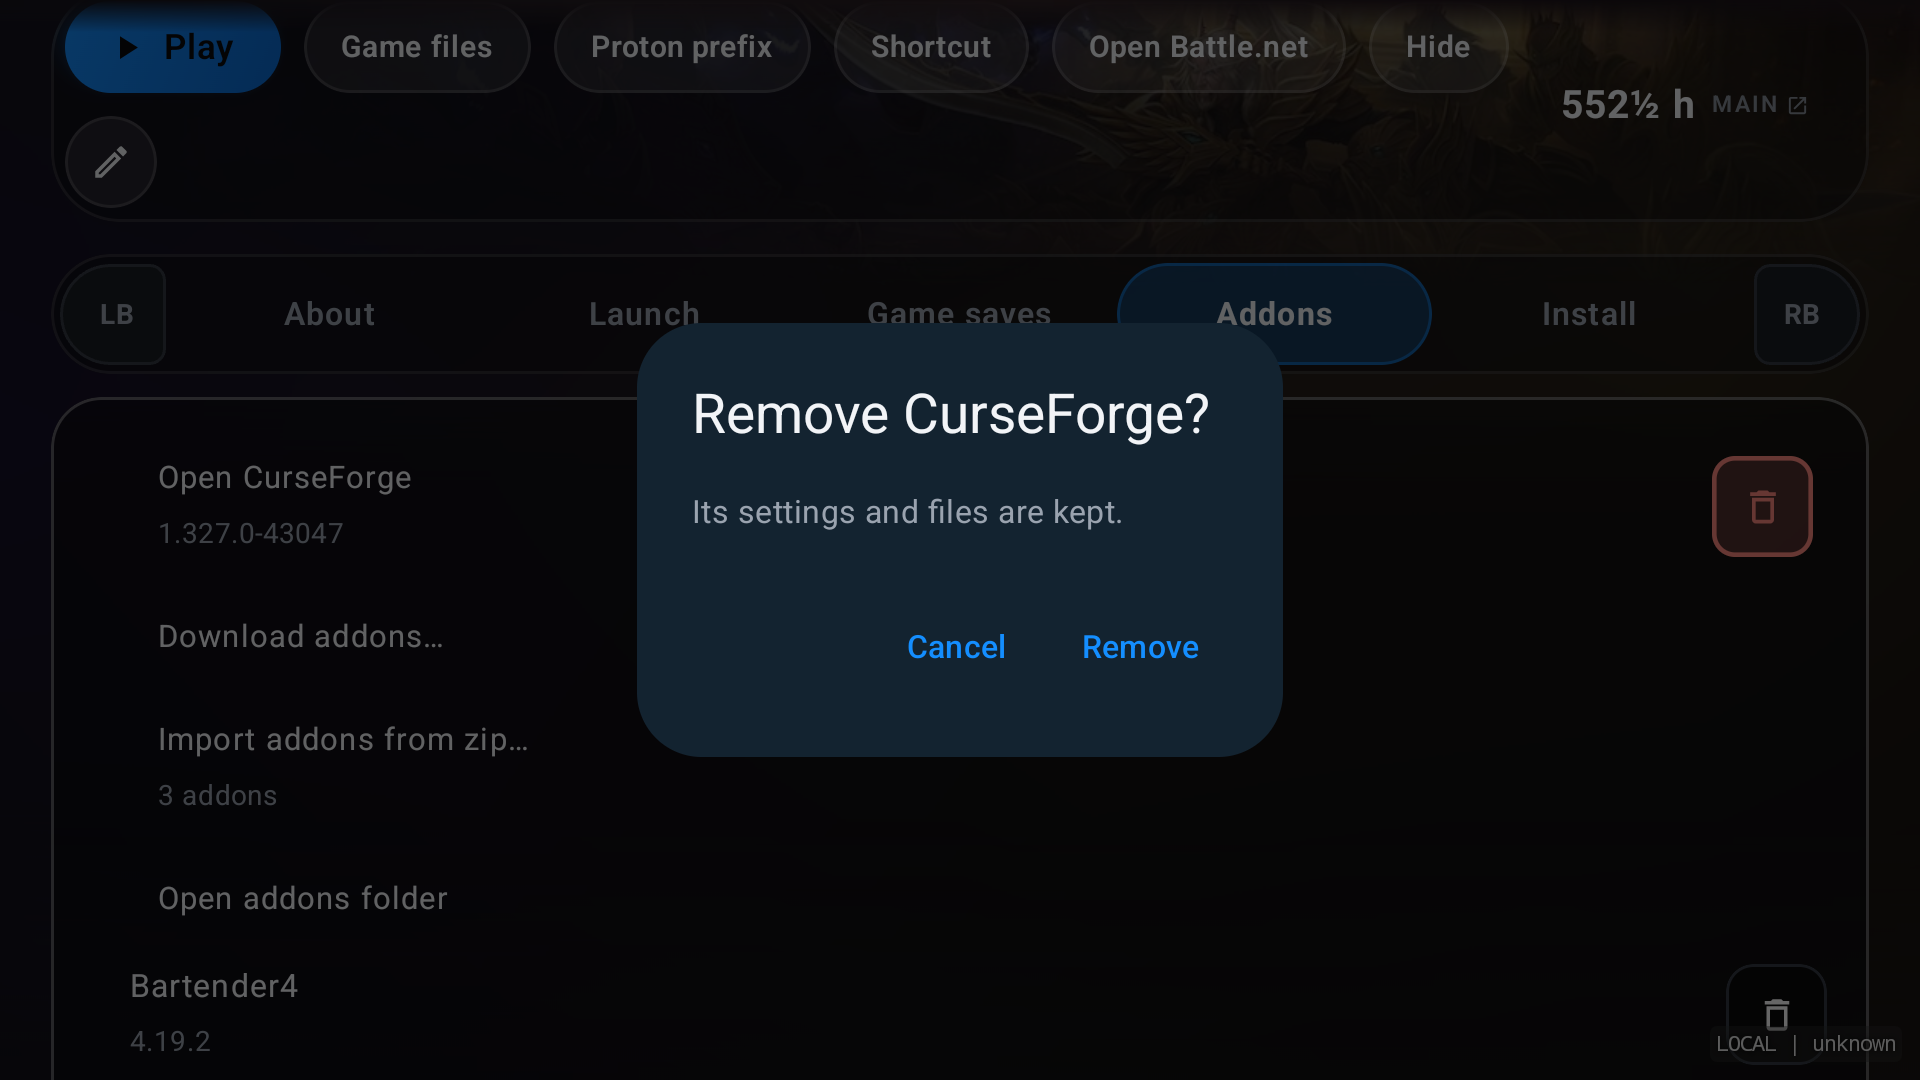 Play
Game files
Proton prefix
Shortcut
Open Battle.net
Hide
552½ h MAIN
LB
About
Launch
Game saves
Addons
Install
RB
Remove CurseForge?
Its settings and files are kept.
Cancel
Remove
Open CurseForge
1.327.0-43047
Download addons…
Import addons from zip…
3 addons
Open addons folder
Bartender4
4.19.2
LOCAL | unknown